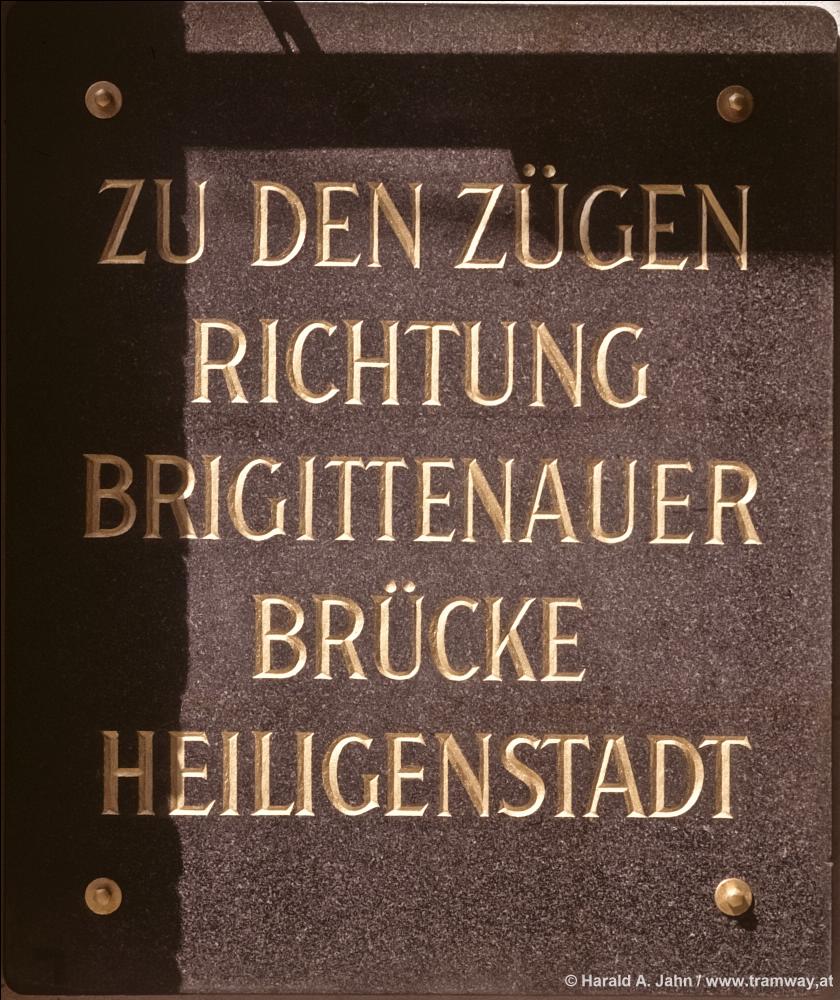 ZU DEN ZÜGEN
RICHTUNG
BRIGITTENAUER
BRÜCKE
HEILIGENSTADT
© Harald A. Jahn / www.tramway.at